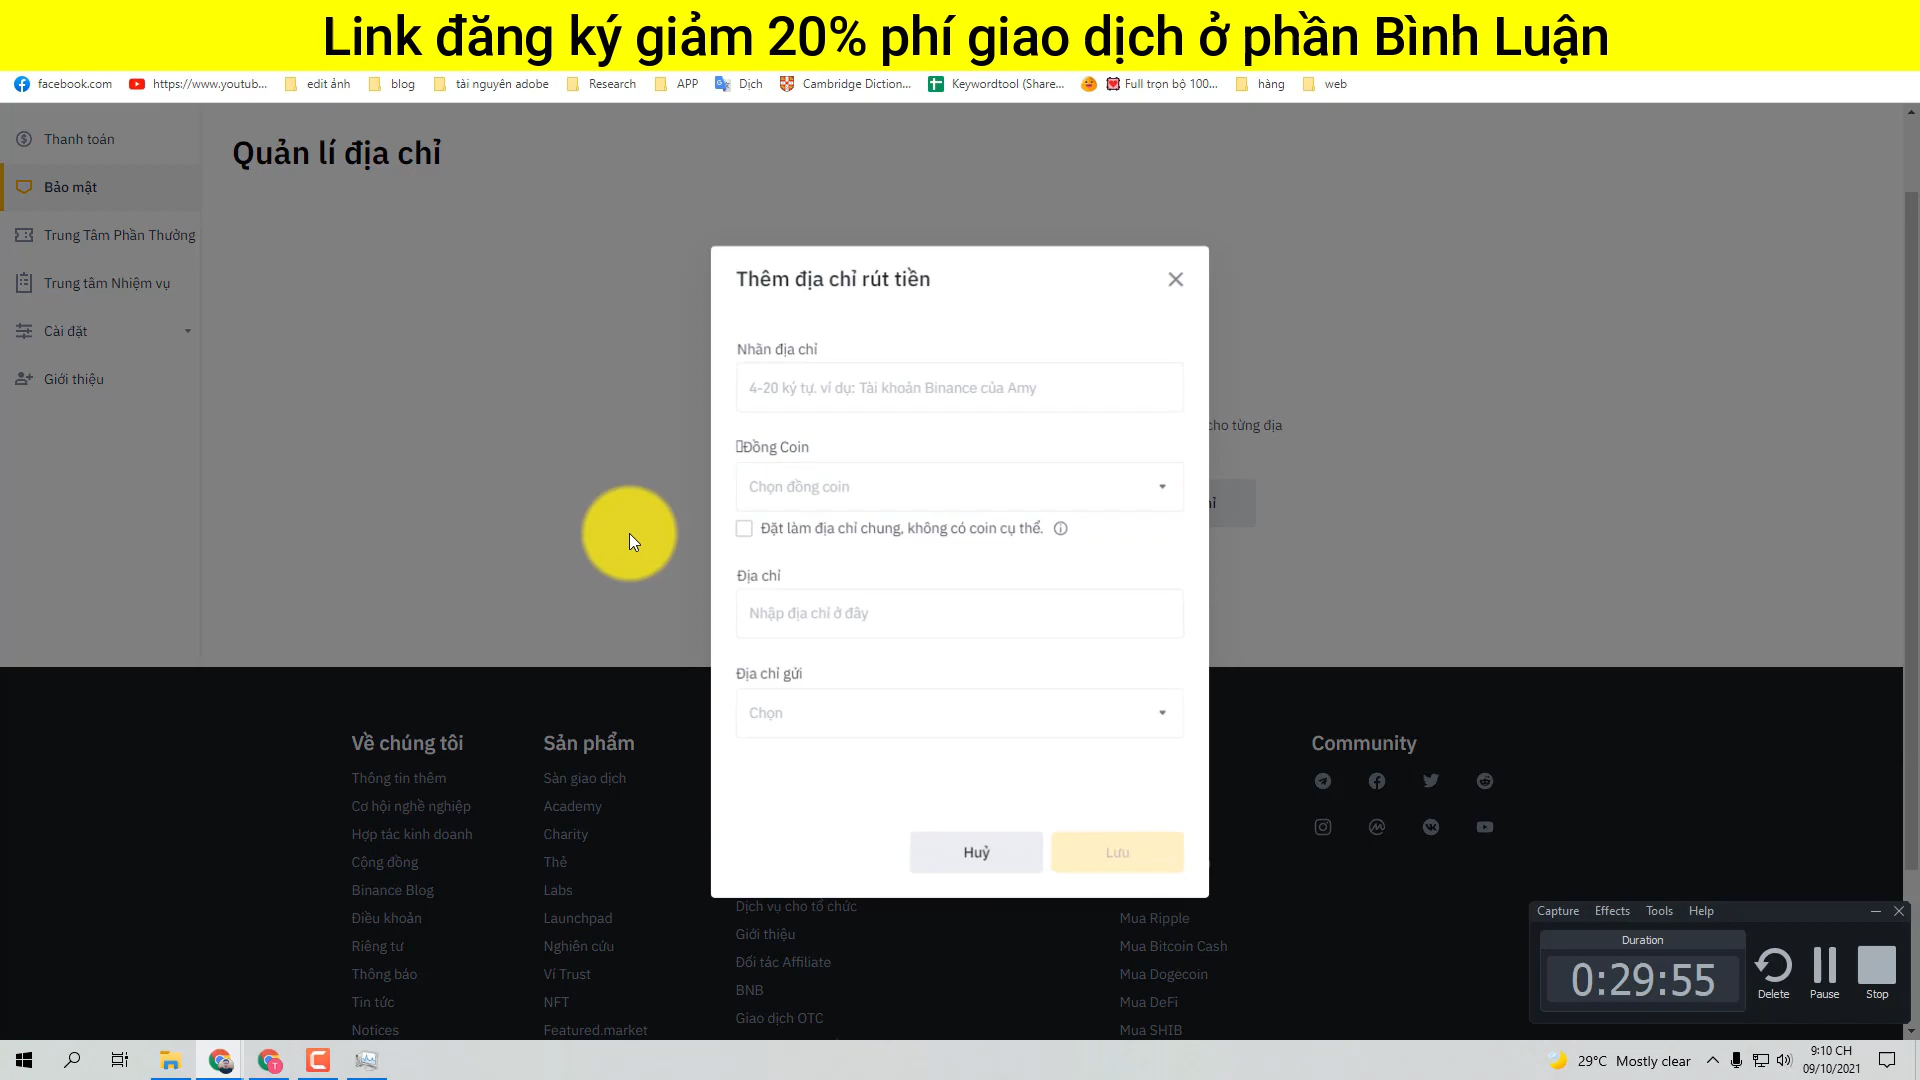 Link đăng ký giảm 20% phí giao dịch ở phần Bình Luận
facebook.com https://www.youtub... edit ảnh blog tài nguyên adobe Research APP Dịch Cambridge Diction... Keywordtool (Share... Full trọn bộ 100... hàng web
Thanh toán
Bảo mật
Trung Tâm Phần Thưởng
Trung tâm Nhiệm vụ
Cài đặt
Giới thiệu
Quản lí địa chỉ
cho từng địa
Thêm địa chỉ rút tiền
Nhãn địa chỉ
4-20 ký tự. ví dụ: Tài khoản Binance của Amy
Đồng Coin
Chọn đồng coin
Đặt làm địa chỉ chung, không có coin cụ thể.
Địa chỉ
Nhập địa chỉ ở đây
Địa chỉ gửi
Chọn
Huỷ Lưu
Về chúng tôi
Thông tin thêm
Cơ hội nghề nghiệp
Hợp tác kinh doanh
Cộng đồng
Binance Blog
Điều khoản
Riêng tư
Thông báo
Tin tức
Notices
Sản phẩm
Sàn giao dịch
Academy
Charity
Thẻ
Labs
Launchpad
Nghiên cứu
Ví Trust
NFT
Featured.market
Dịch vụ cho tổ chức
Giới thiệu
Đối tác Affiliate
BNB
Giao dịch OTC
Mua Ripple
Mua Bitcoin Cash
Mua Dogecoin
Mua DeFi
Mua SHIB
Community
Capture Effects Tools Help
Duration
0:29:55
Delete Pause Stop
29°C Mostly clear
9:10 CH
09/10/2021